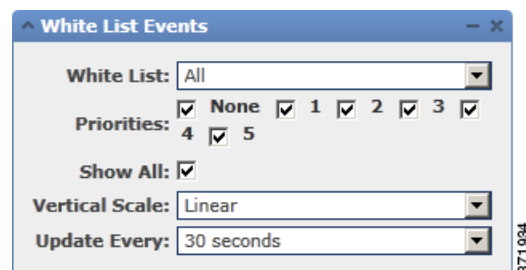 White List Events
White List: All
Priorities: None 1 2 3
4 5
Show All:
Vertical Scale: Linear
Update Every: 30 seconds
371934